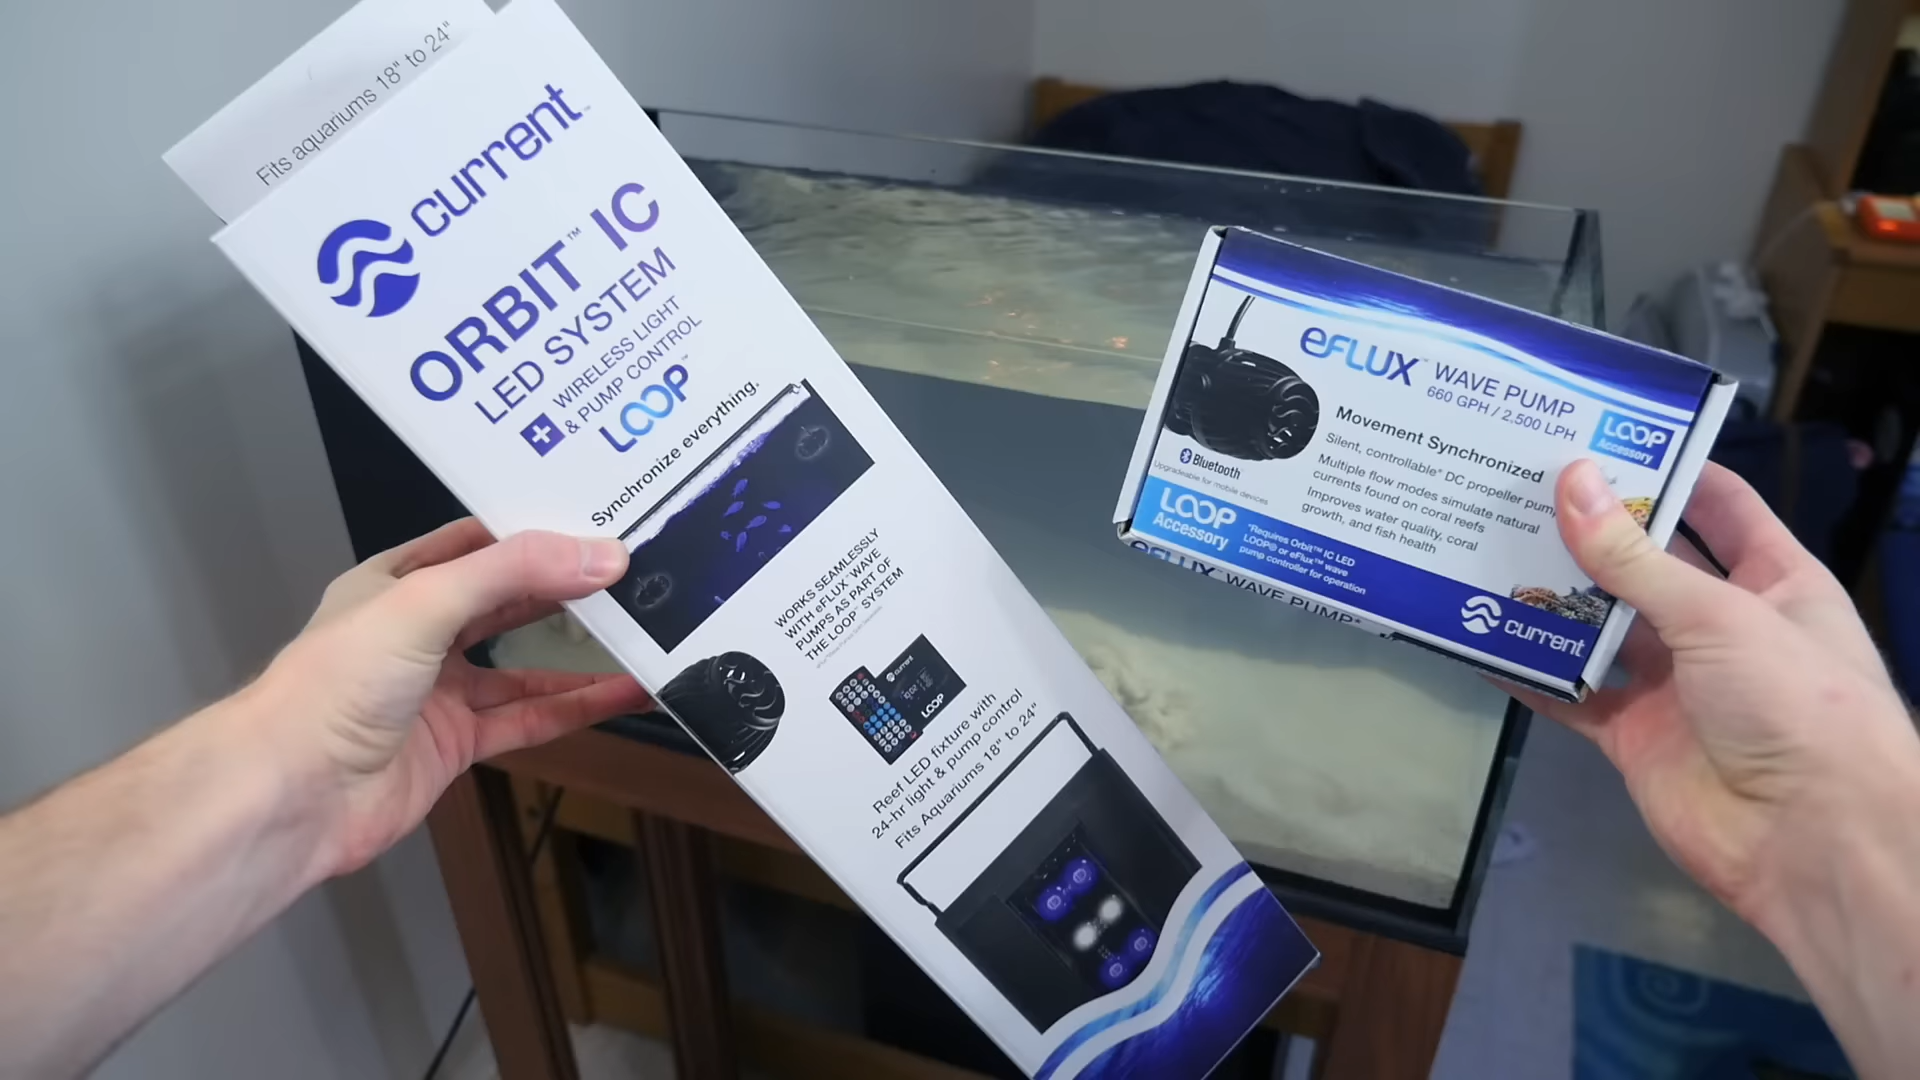 Fits aquariums 18" to 24"
current™
ORBIT™ IC
LED SYSTEM
+ WIRELESS LIGHT
& PUMP CONTROL
LOOP™
Synchronize everything.
WORKS SEAMLESSLY
WITH eFLUX™ WAVE
PUMPS AS PART OF
THE LOOP™ SYSTEM
current
LOOP
Reef LED fixture with
24-hr light & pump control
Fits Aquariums 18" to 24"
eFLUX™ WAVE PUMP
660 GPH / 2,500 LPH
LOOP
Accessory
Movement Synchronized
Silent, controllable* DC propeller pump
Multiple flow modes simulate natural
currents found on coral reefs
Improves water quality, coral
growth, and fish health
Bluetooth
Upgradeable for mobile devices
LOOP
Accessory
*Requires Orbit™ IC LED
LOOP® or eFlux™ wave
pump controller for operation
current
eFLUX™ WAVE PUMP*